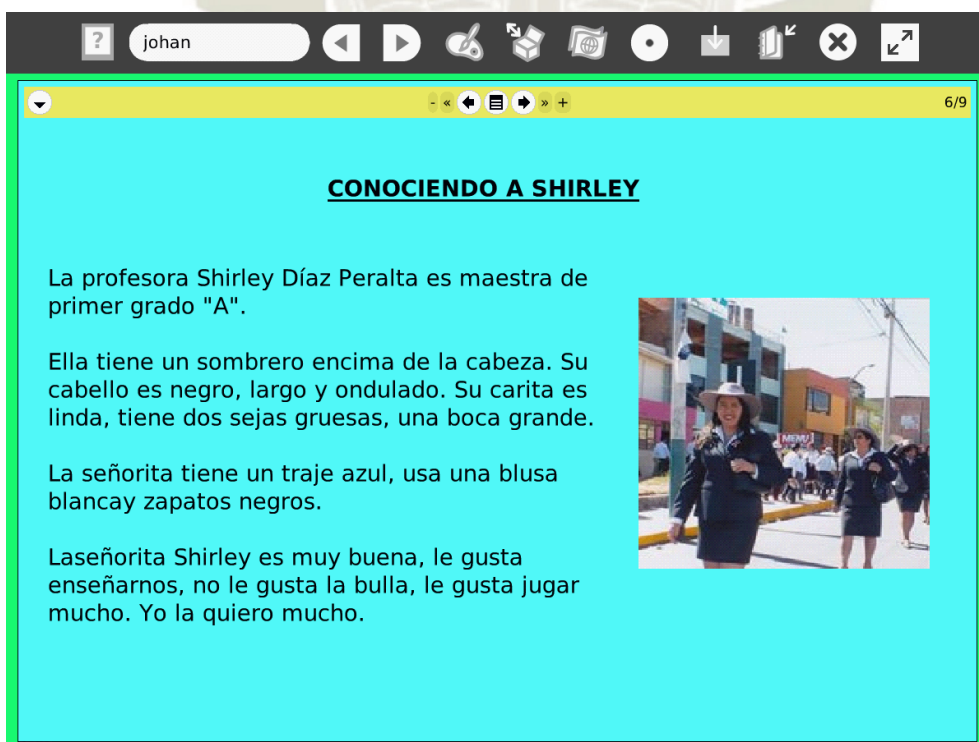 johan
- « » +
6/9
CONOCIENDO A SHIRLEY
La profesora Shirley Díaz Peralta es maestra de
primer grado "A".
Ella tiene un sombrero encima de la cabeza. Su
cabello es negro, largo y ondulado. Su carita es
linda, tiene dos sejas gruesas, una boca grande.
La señorita tiene un traje azul, usa una blusa
blancay zapatos negros.
Laseñorita Shirley es muy buena, le gusta
enseñarnos, no le gusta la bulla, le gusta jugar
mucho. Yo la quiero mucho.